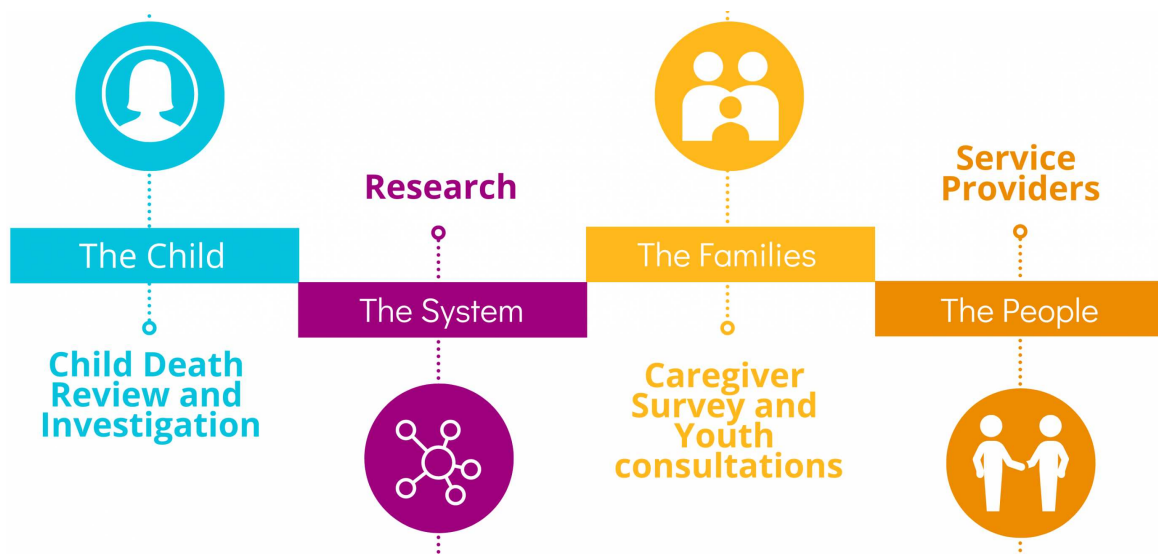 The Child
Child Death
Review and
Investigation
Research
The System
The Families
Caregiver
Survey and
Youth
consultations
Service
Providers
The People